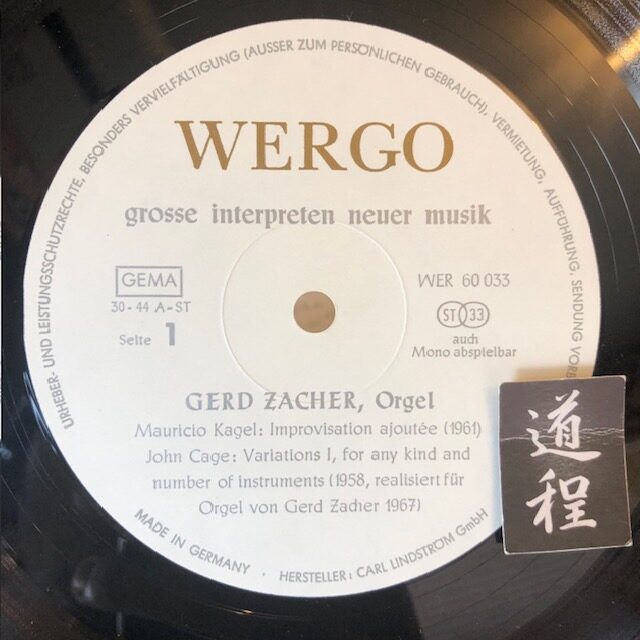 URHEBER- UND LEISTUNGSSCHUTZRECHTE, BESONDERS VERVIELFÄLTIGUNG (AUSSER ZUM PERSÖNLICHEN GEBRAUCH), VERMIETUNG, AUFFÜHRUNG, SENDUNG
WERGO
grosse interpreten neuer musik
GEMA
30-44 A-ST
Seite 1
WER 60 033
ST 33
auch
Mono abspielbar
GERD ZACHER, Orgel
Mauricio Kagel: Improvisation ajoutée (1961)
John Cage: Variations I, for any kind and
number of instruments (1958, realisiert für
Orgel von Gerd Zacher 1967)
MADE IN GERMANY · HERSTELLER: CARL LINDSTRÖM GmbH
道程